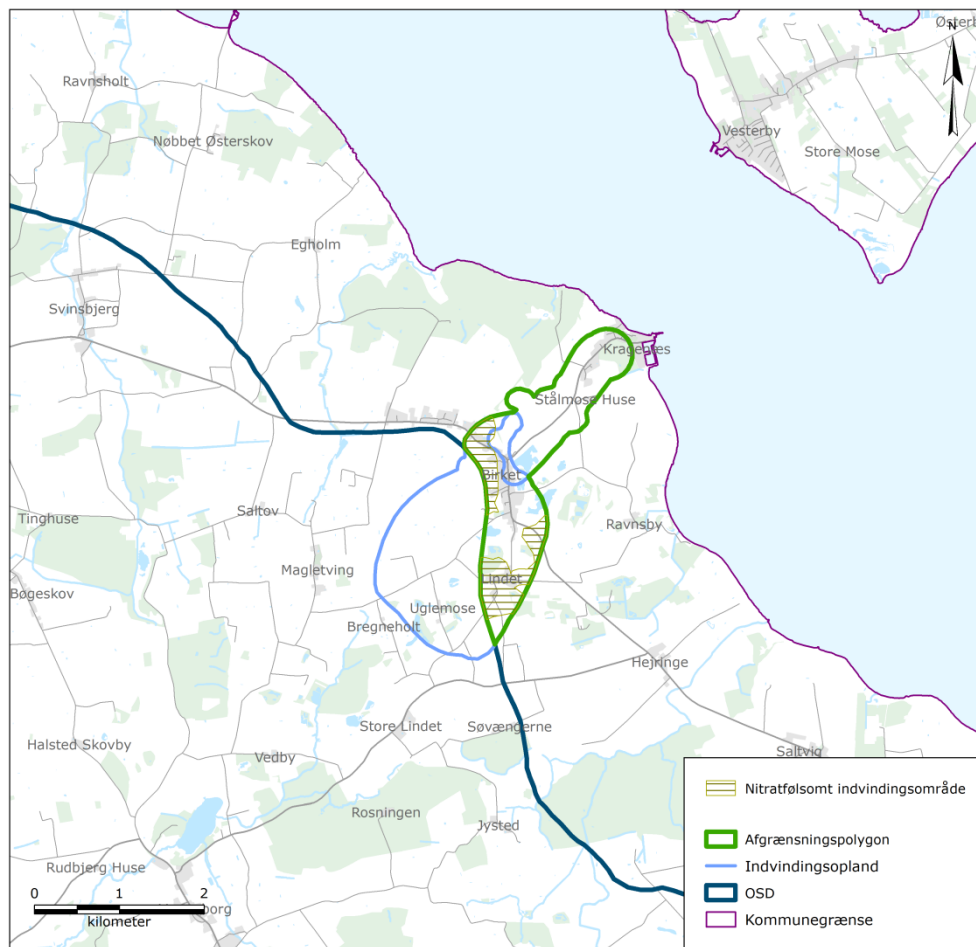 Østerb
N
Ravnsholt
Vesterby
Nøbbet Østerskov
Store Mose
Egholm
Svinsbjerg
Kragenæs
Stålmose Huse
Birket
Saltov
Tinghuse
Ravnsby
Magletving
Lindet
Bøgeskov
Uglemose
Bregneholt
Hejringe
Store Lindet
Søvængerne
Halsted Skovby
Vedby
Saltvig
Rosningen
Jysted
Rudbjerg Huse
borg
0 1 2
kilometer
Nitratfølsomt indvindingsområde
Afgrænsningspolygon
Indvindingsopland
OSD
Kommunegrænse